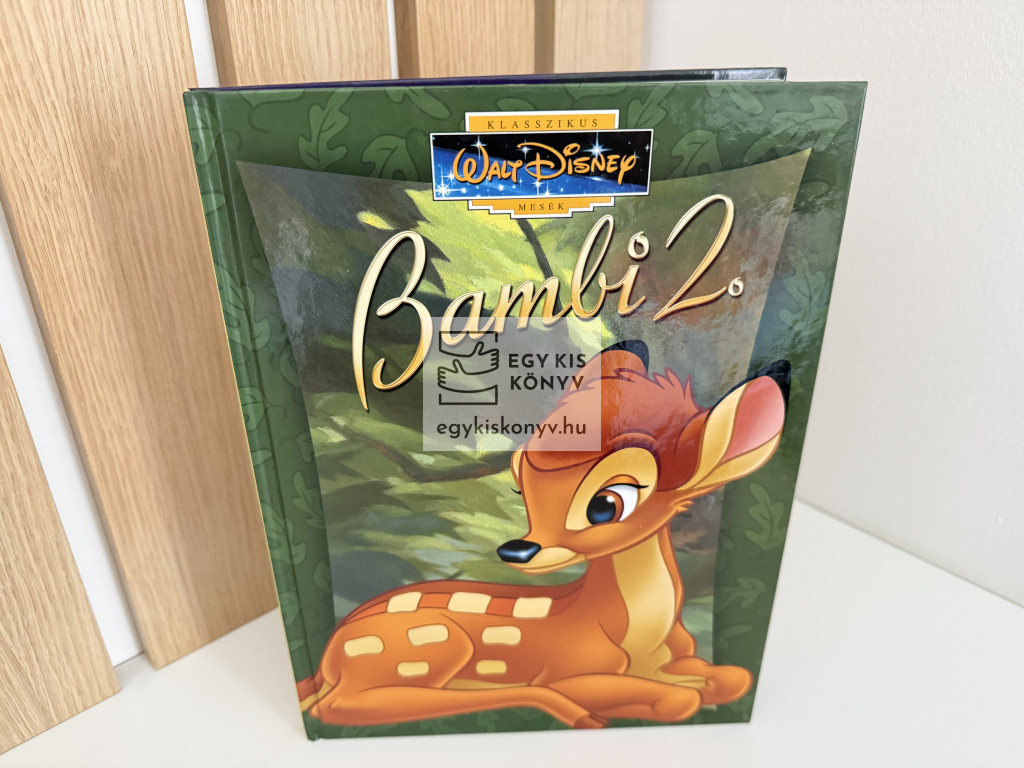 KLASSZIKUS
WALT DISNEY
MESÉK
Bambi 2.
EGY KIS
KÖNYV
egykiskonyv.hu